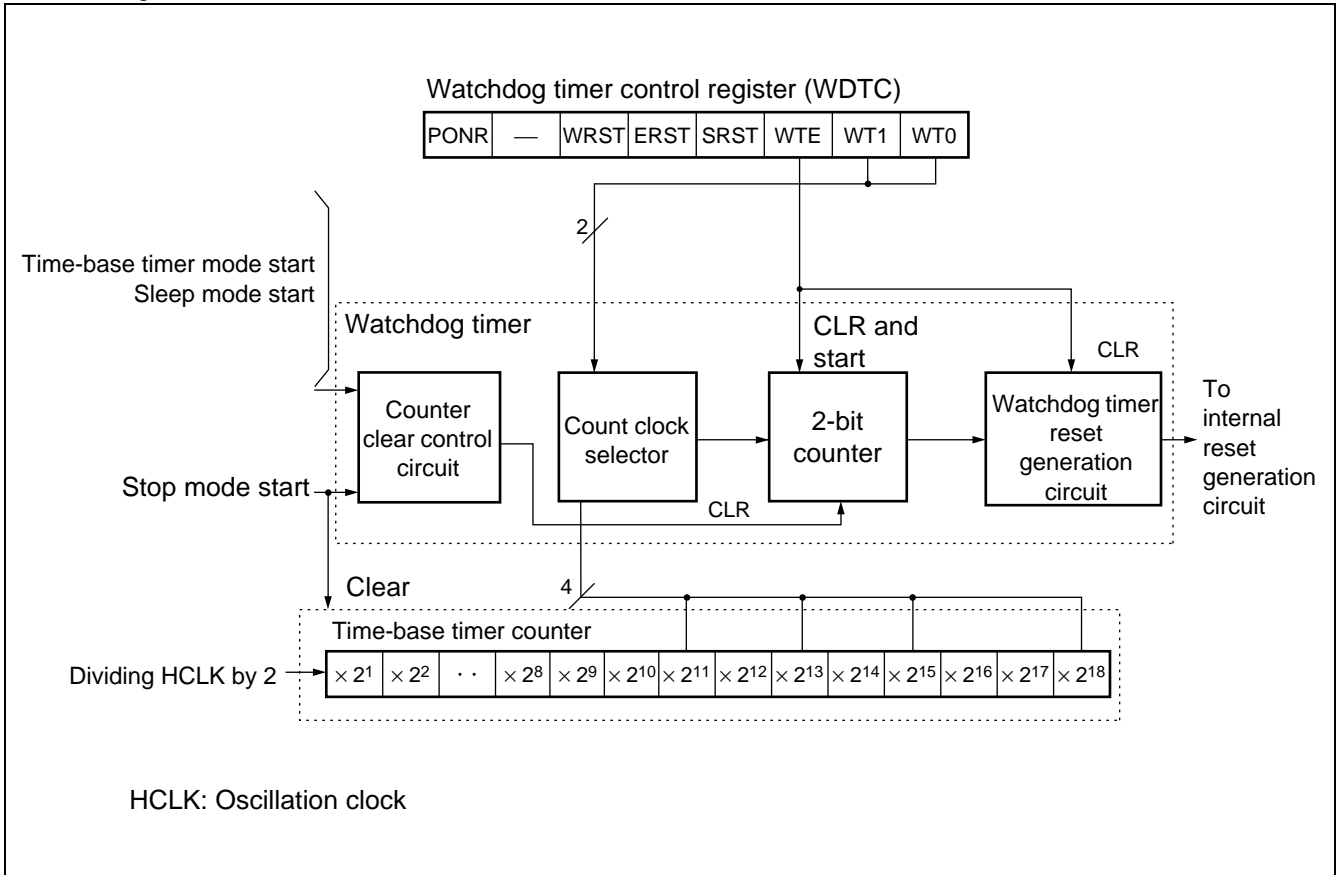 Watchdog timer control register (WDTC)
PONR — WRST ERST SRST WTE WT1 WT0
2
Time-base timer mode start
Sleep mode start
Watchdog timer
CLR and
start
CLR
Counter
clear control
circuit
Count clock
selector
2-bit
counter
Watchdog timer
reset
generation
circuit
To
internal
reset
generation
circuit
Stop mode start
CLR
Clear
4
Time-base timer counter
Dividing HCLK by 2
× 2¹ × 2² · · × 2⁸ × 2⁹ × 2¹⁰ × 2¹¹ × 2¹² × 2¹³ × 2¹⁴ × 2¹⁵ × 2¹⁶ × 2¹⁷ × 2¹⁸
HCLK: Oscillation clock